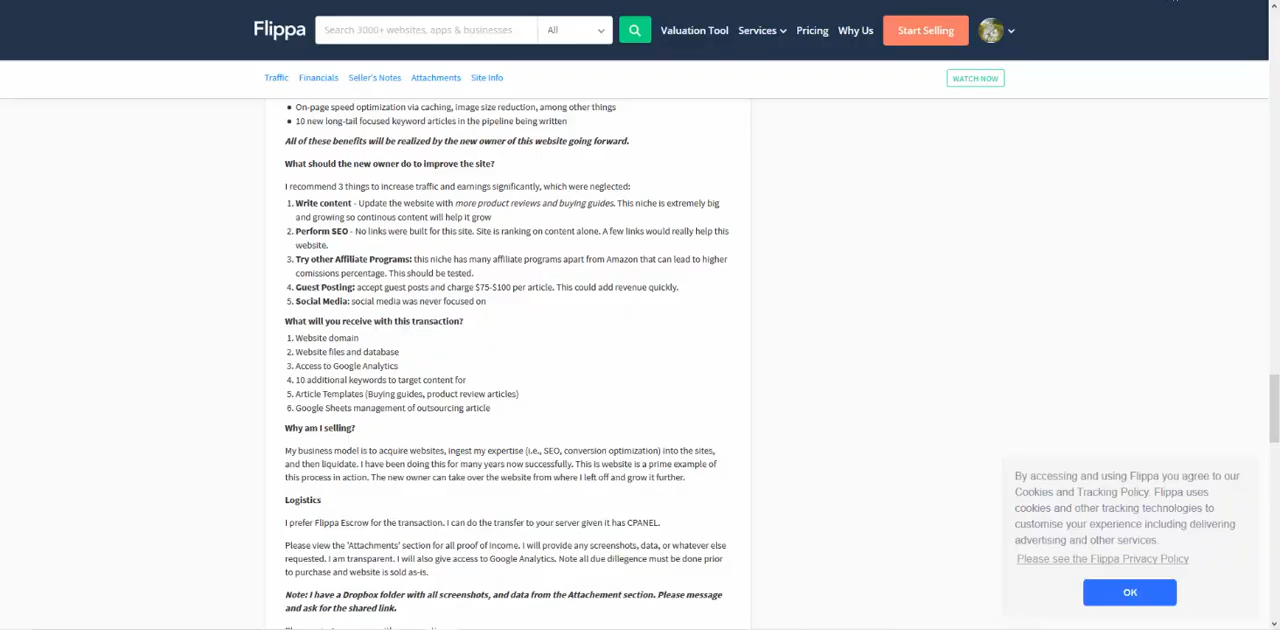 Flippa
Search 3000+ websites, apps & businesses
All
Valuation Tool
Services
Pricing
Why Us
Start Selling
Traffic
Financials
Seller's Notes
Attachments
Site Info
WATCH NOW
● On-page speed optimization via caching, image size reduction, among other things
● 10 new long-tail focused keyword articles in the pipeline being written
All of these benefits will be realized by the new owner of this website going forward.
What should the new owner do to improve the site?
I recommend 3 things to increase traffic and earnings significantly, which were neglected:
1. Write content - Update the website with more product reviews and buying guides. This niche is extremely big
and growing so continous content will help it grow
2. Perform SEO - No links were built for this site. Site is ranking on content alone. A few links would really help this
website.
3. Try other Affiliate Programs: this niche has many affiliate programs apart from Amazon that can lead to higher
comissions percentage. This should be tested.
4. Guest Posting: accept guest posts and charge $75-$100 per article. This could add revenue quickly.
5. Social Media: social media was never focused on
What will you receive with this transaction?
1. Website domain
2. Website files and database
3. Access to Google Analytics
4. 10 additional keywords to target content for
5. Article Templates (Buying guides, product review articles)
6. Google Sheets management of outsourcing article
Why am I selling?
My business model is to acquire websites, ingest my expertise (i.e., SEO, conversion optimization) into the sites,
and then liquidate. I have been doing this for many years now successfully. This is website is a prime example of
this process in action. The new owner can take over the website from where I left off and grow it further.
Logistics
I prefer Flippa Escrow for the transaction. I can do the transfer to your server given it has CPANEL.
Please view the 'Attachments' section for all proof of income. I will provide any screenshots, data, or whatever else
requested. I am transparent. I will also give access to Google Analytics. Note all due dillegence must be done prior
to purchase and website is sold as-is.
Note: I have a Dropbox folder with all screenshots, and data from the Attachement section. Please message
and ask for the shared link.
By accessing and using Flippa you agree to our
Cookies and Tracking Policy. Flippa uses
cookies and other tracking technologies to
customise your experience including delivering
advertising and other services.
Please see the Flippa Privacy Policy
OK